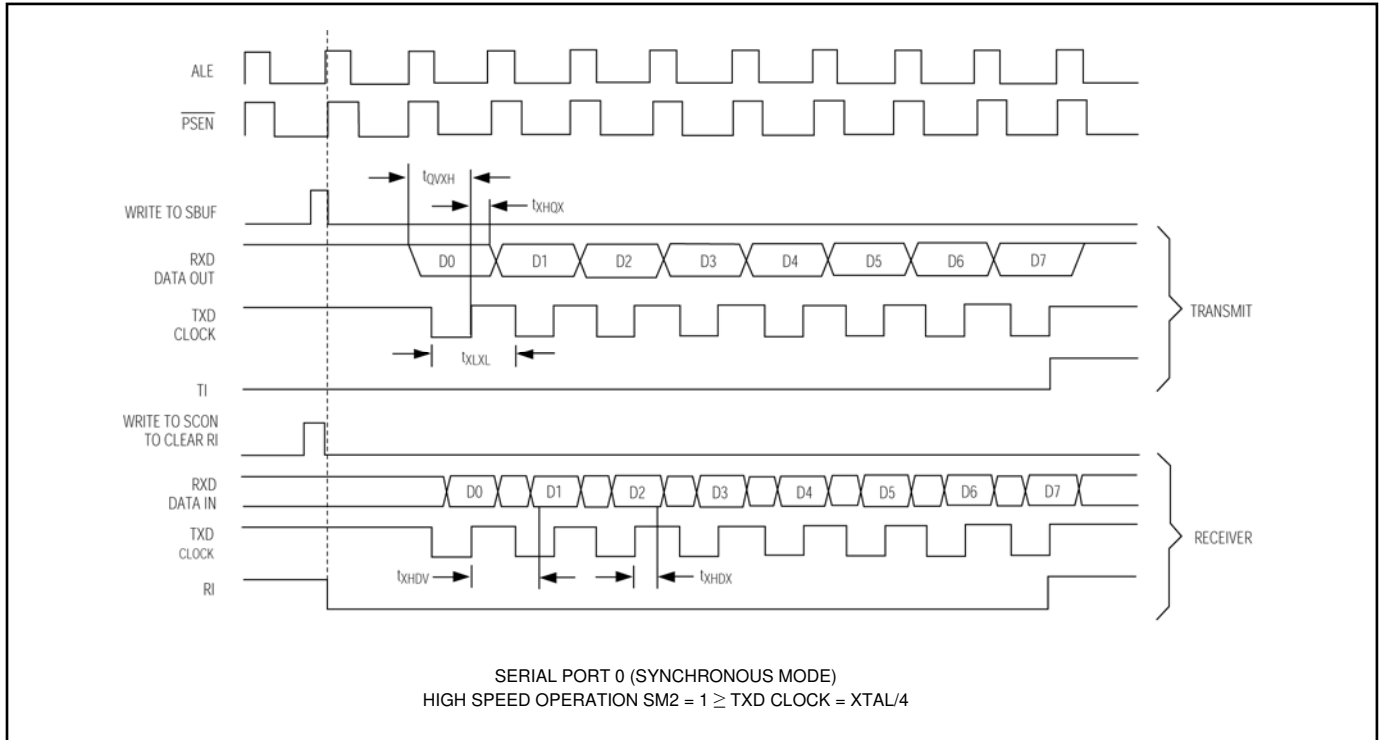 ALE
PSEN
tQVXH
tXHQX
WRITE TO SBUF
RXD
DATA OUT
D0 D1 D2 D3 D4 D5 D6 D7
TXD
CLOCK
tXLXL
TRANSMIT
TI
WRITE TO SCON
TO CLEAR RI
RXD
DATA IN
D0 D1 D2 D3 D4 D5 D6 D7
TXD
CLOCK
RECEIVER
tXHDV
tXHDX
RI
SERIAL PORT 0 (SYNCHRONOUS MODE)
HIGH SPEED OPERATION SM2 = 1 ≥ TXD CLOCK = XTAL/4